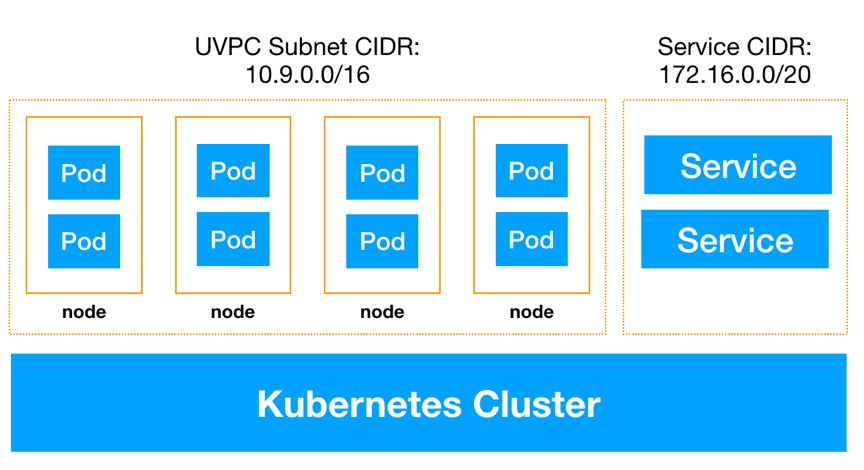 UVPC Subnet CIDR:
10.9.0.0/16
Service CIDR:
172.16.0.0/20
Pod
Pod
Pod
Pod
Service
Pod
Pod
Pod
Pod
Service
node
node
node
node
Kubernetes Cluster